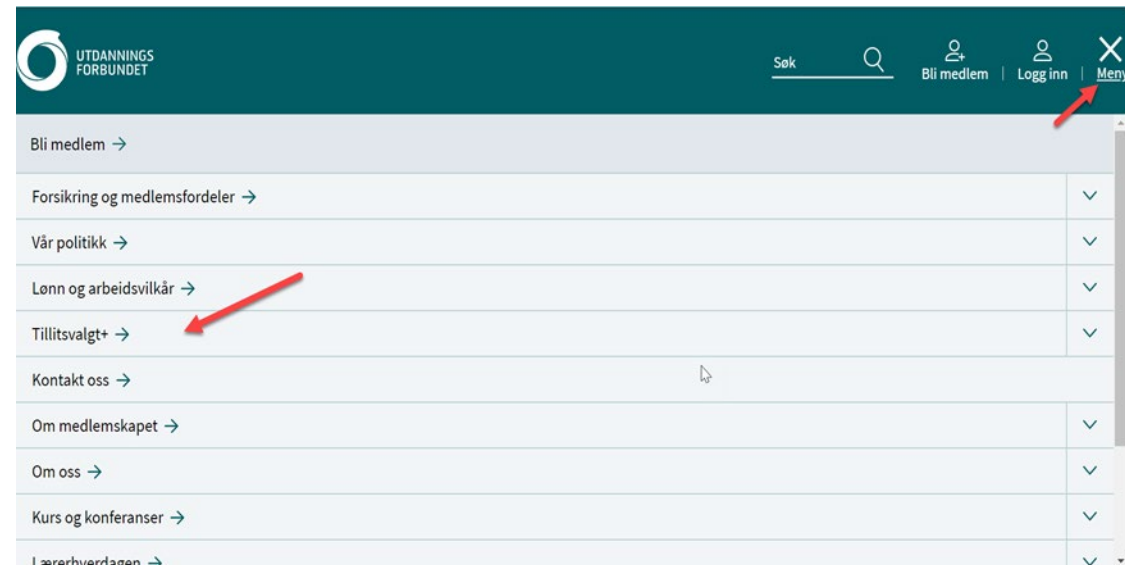 UTDANNINGS
FORBUNDET
Søk
Bli medlem | Logg inn | Meny
Bli medlem →
Forsikring og medlemsfordeler →
Vår politikk →
Lønn og arbeidsvilkår →
Tillitsvalgt+ →
Kontakt oss →
Om medlemskapet →
Om oss →
Kurs og konferanser →
Lærerhverdagen →